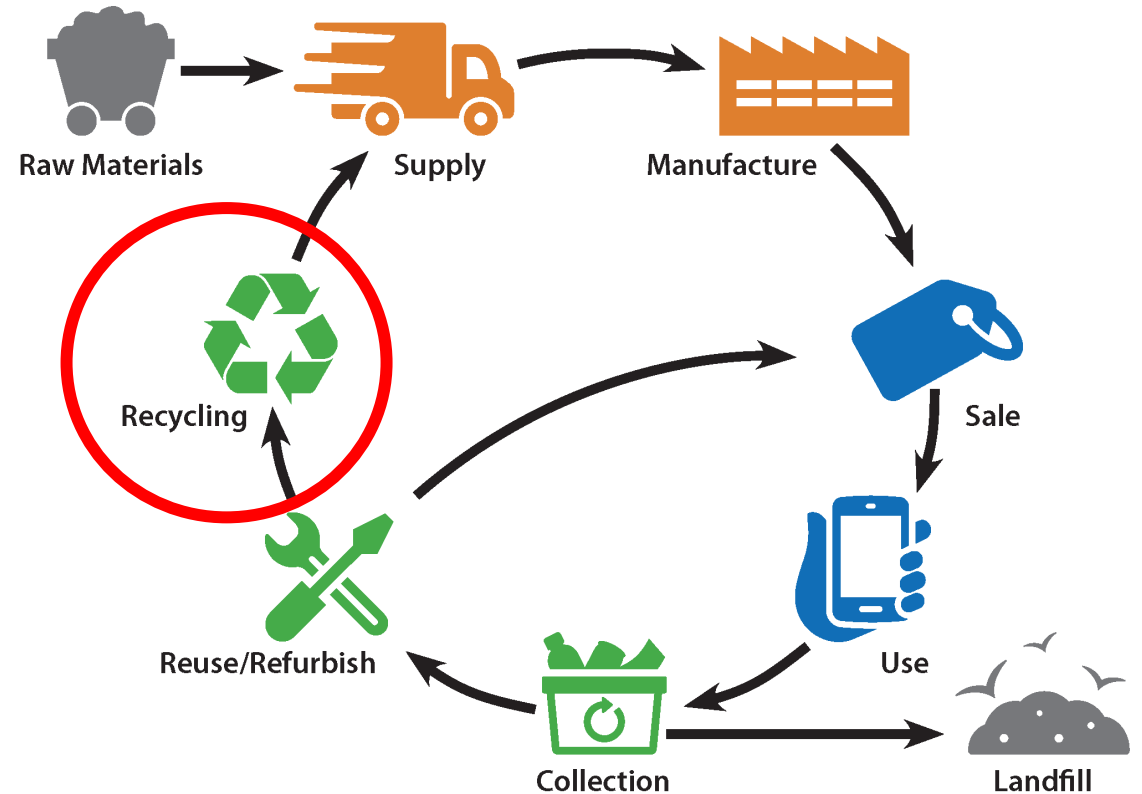 Raw Materials
Supply
Manufacture
Recycling
Sale
Reuse/Refurbish
Use
Collection
Landfill